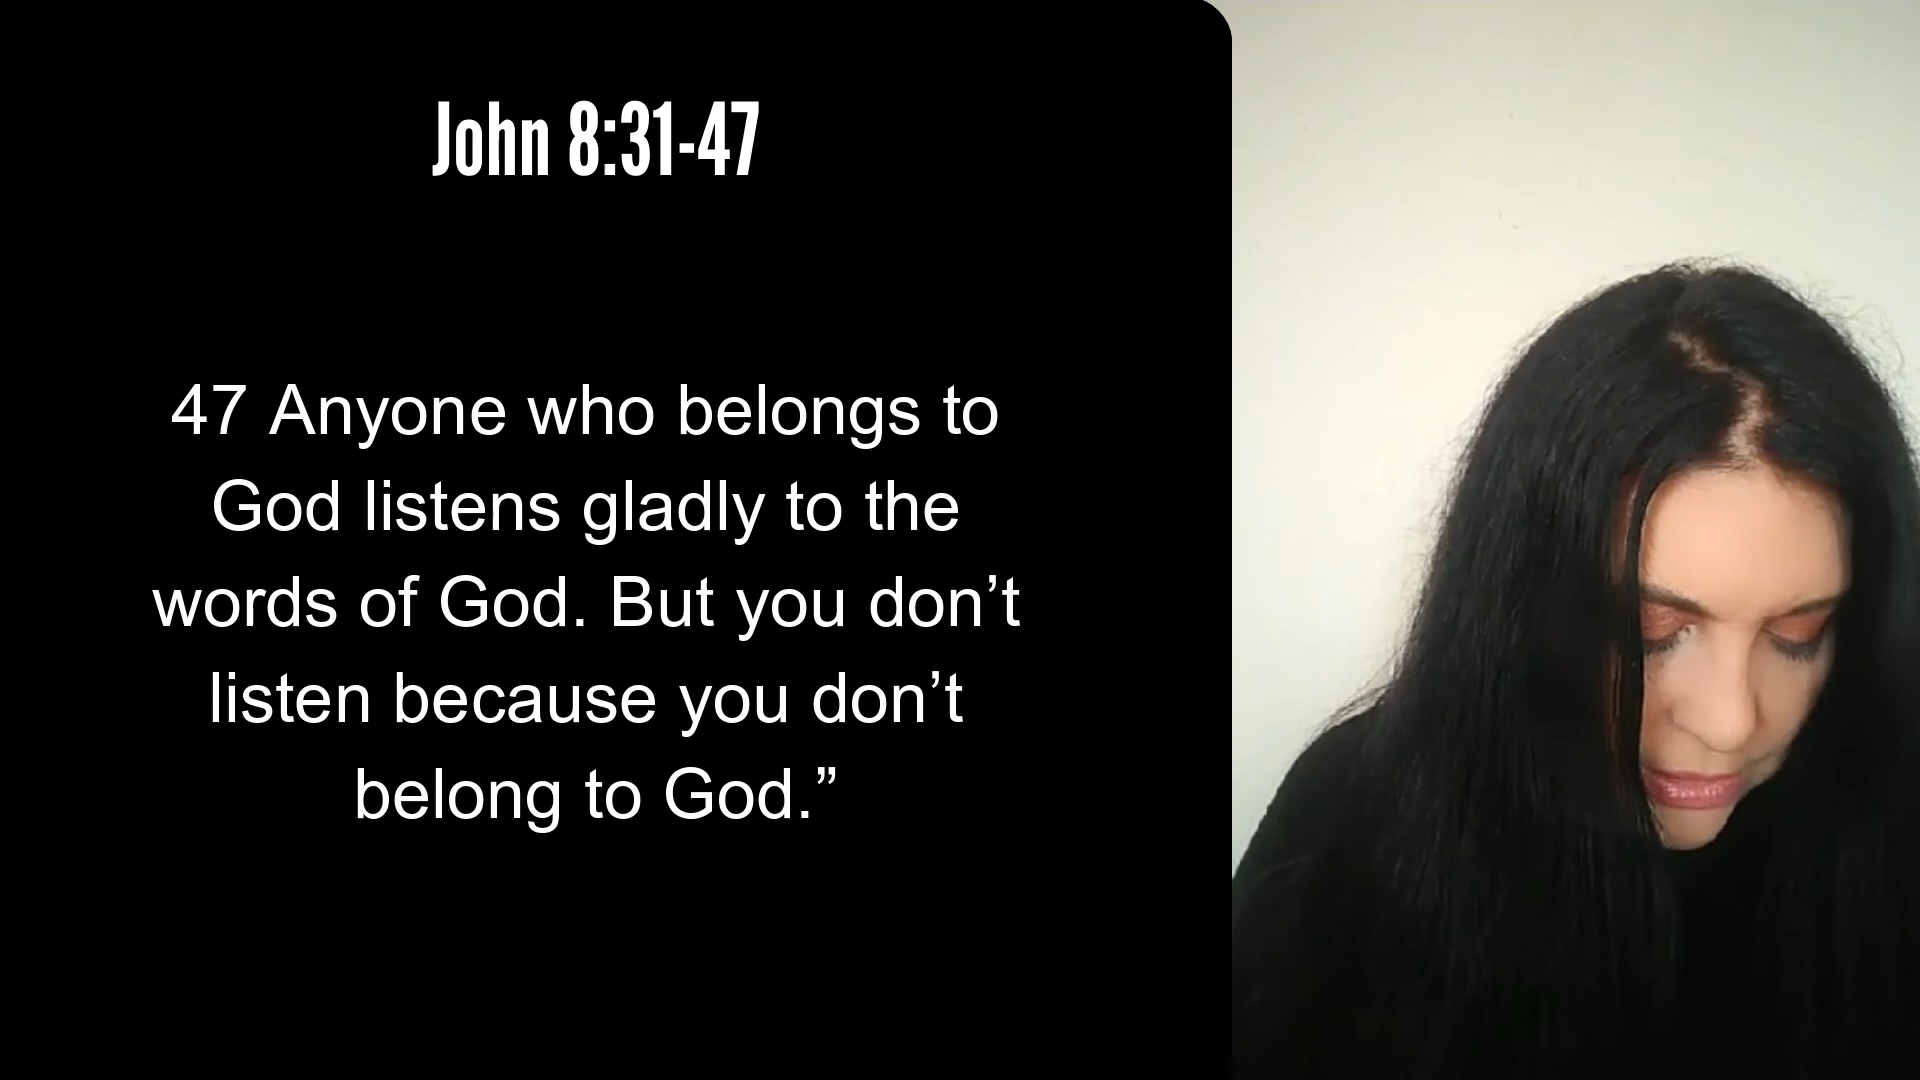 John 8:31-47
47 Anyone who belongs to
God listens gladly to the
words of God. But you don’t
listen because you don’t
belong to God.”